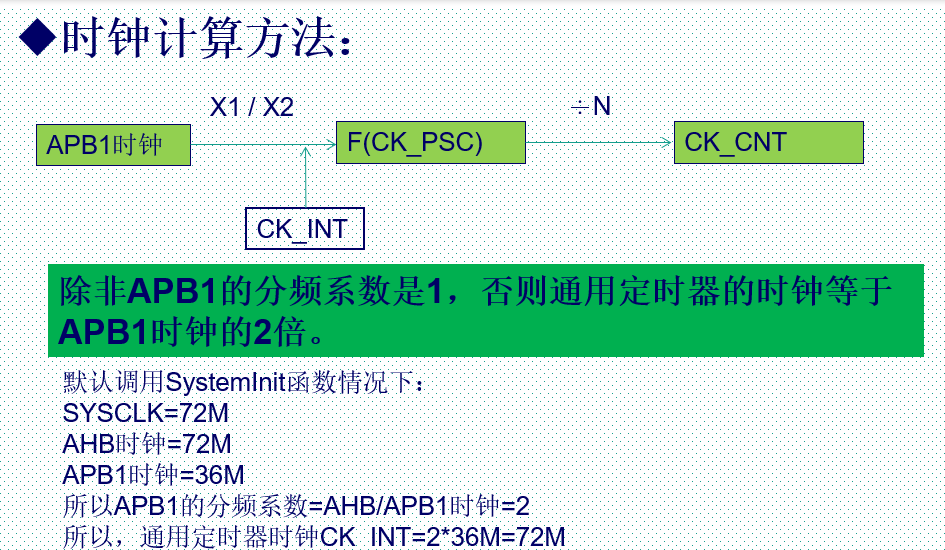 ◆时钟计算方法：
X1 / X2
÷N
APB1时钟
F(CK_PSC)
CK_CNT
CK_INT
除非APB1的分频系数是1，否则通用定时器的时钟等于
APB1时钟的2倍。
默认调用SystemInit函数情况下：
SYSCLK=72M
AHB时钟=72M
APB1时钟=36M
所以APB1的分频系数=AHB/APB1时钟=2
所以，通用定时器时钟CK_INT=2*36M=72M